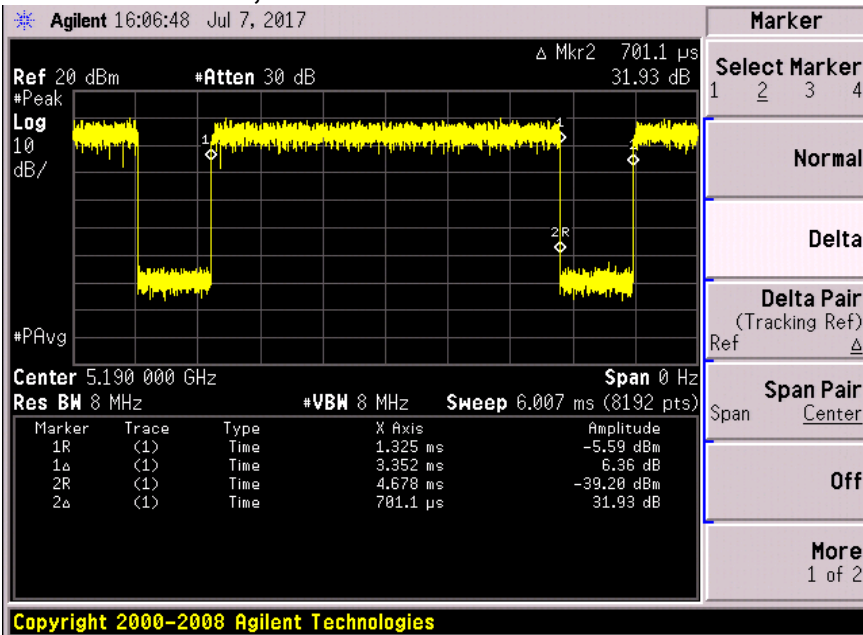 Agilent 16:06:48 Jul 7, 2017
Marker
Δ Mkr2 701.1 µs
Ref 20 dBm #Atten 30 dB 31.93 dB
#Peak
Log
10
dB/
1
1
2
2R
#PAvg
Center 5.190 000 GHz Span 0 Hz
Res BW 8 MHz #VBW 8 MHz Sweep 6.007 ms (8192 pts)
Marker Trace Type X Axis Amplitude
1R (1) Time 1.325 ms -5.59 dBm
1Δ (1) Time 3.352 ms 6.36 dB
2R (1) Time 4.678 ms -39.20 dBm
2Δ (1) Time 701.1 µs 31.93 dB
Select Marker
1 2 3 4
Normal
Delta
Delta Pair
(Tracking Ref)
Ref Δ
Span Pair
Span Center
Off
More
1 of 2
Copyright 2000-2008 Agilent Technologies